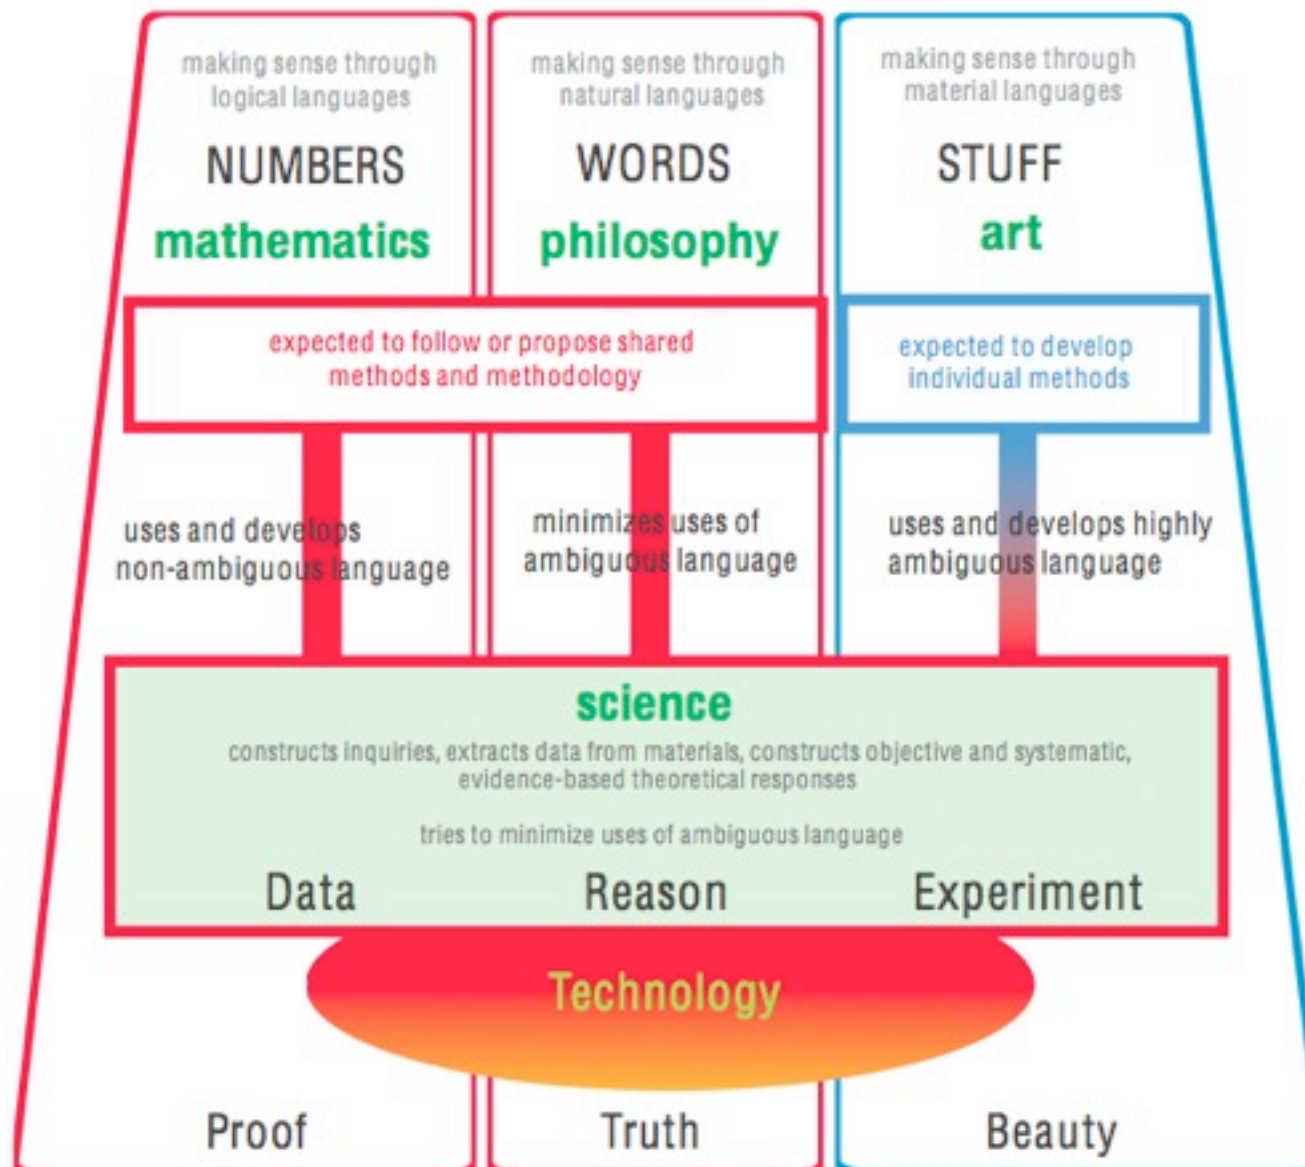 making sense through
logical languages
NUMBERS
mathematics
making sense through
natural languages
WORDS
philosophy
making sense through
material languages
STUFF
art
expected to follow or propose shared
methods and methodology
expected to develop
individual methods
uses and develops
non-ambiguous language
minimizes uses of
ambiguous language
uses and develops highly
ambiguous language
science
constructs inquiries, extracts data from materials, constructs objective and systematic,
evidence-based theoretical responses
tries to minimize uses of ambiguous language
Data
Reason
Experiment
Technology
Proof
Truth
Beauty